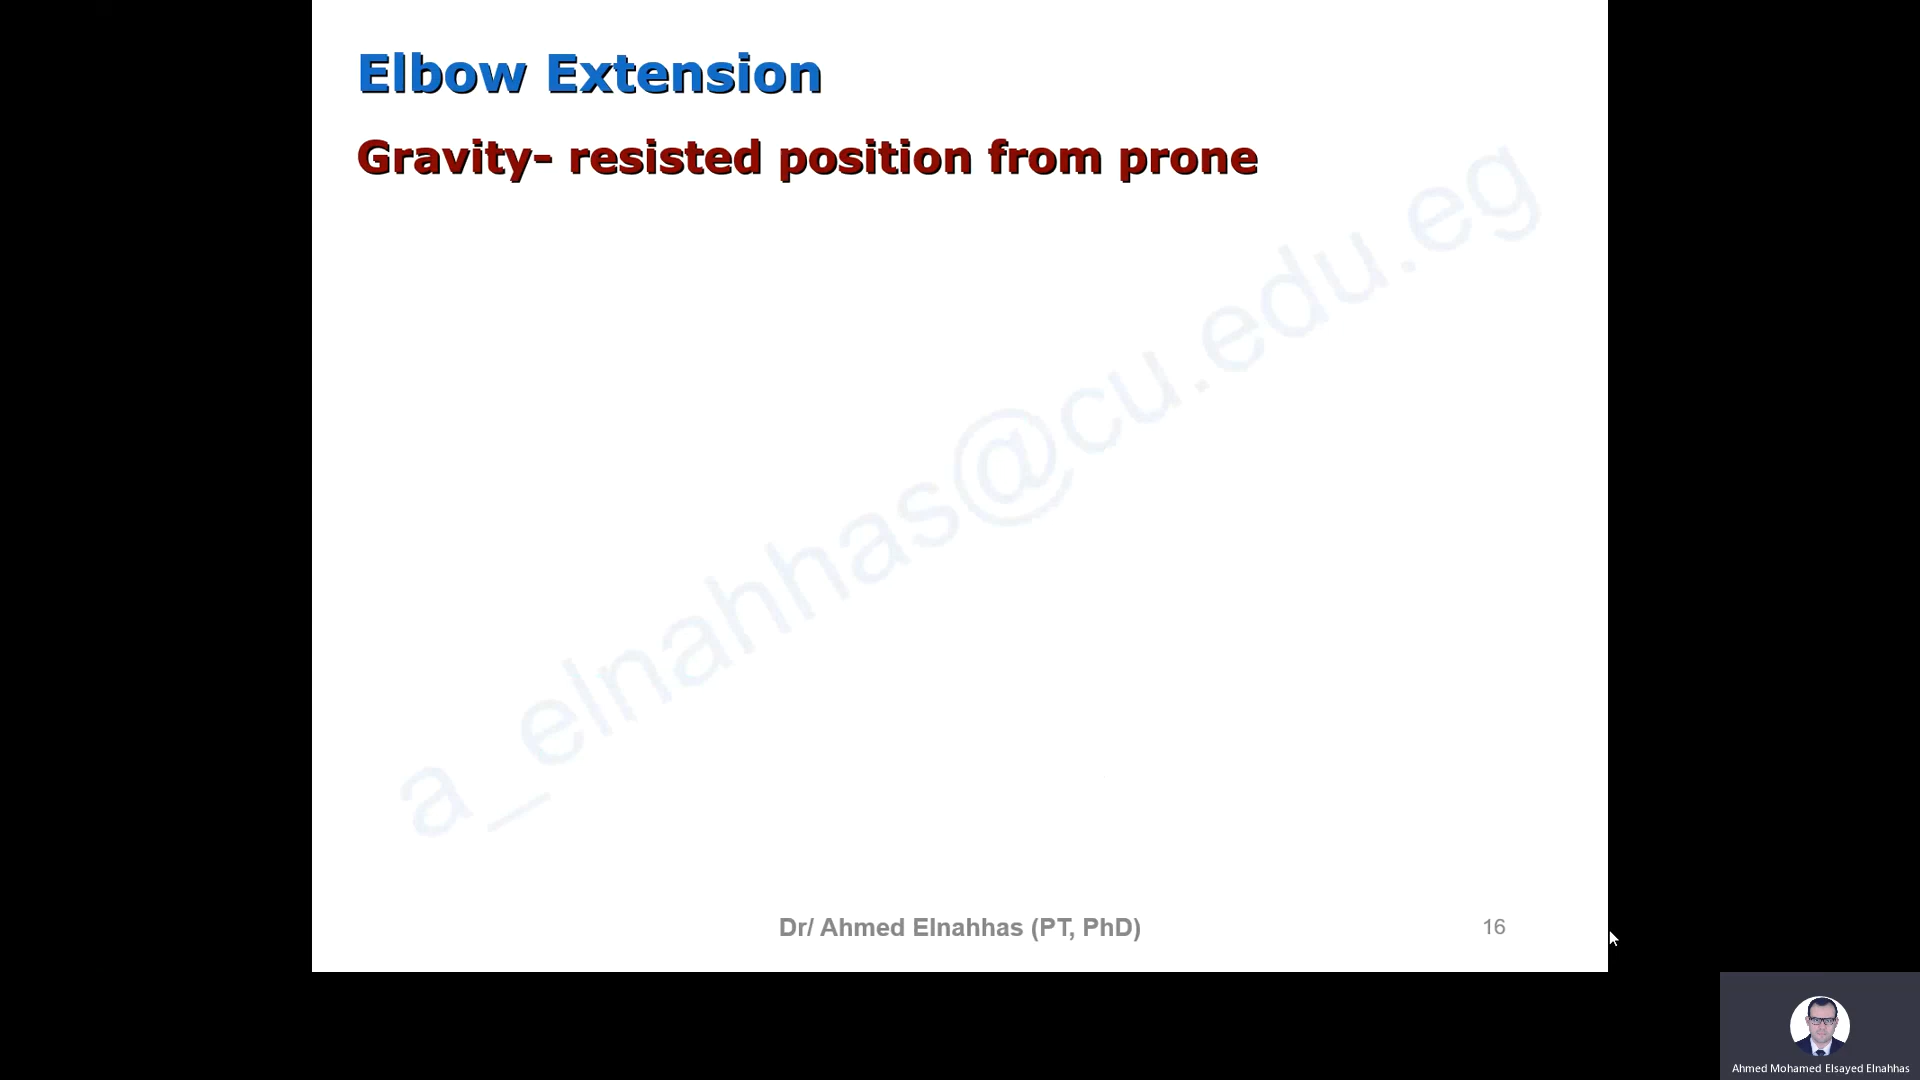 Elbow Extension
Gravity- resisted position from prone
a_elnahhas@cu.edu.eg
Dr/ Ahmed Elnahhas (PT, PhD)
16
Ahmed Mohamed Elsayed Elnahhas